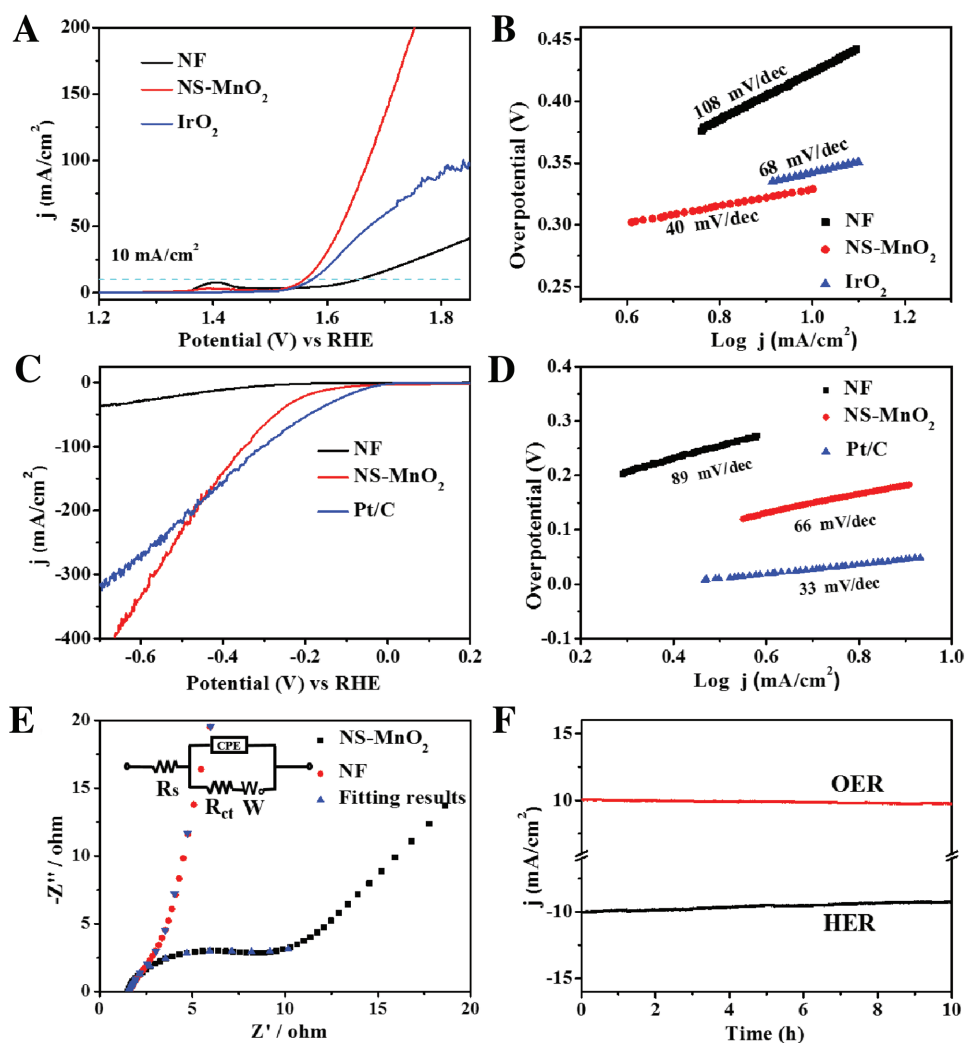 A
200
150
100
50
0
j (mA/cm²)
NF
NS-MnO₂
IrO₂
10 mA/cm²
1.2 1.4 1.6 1.8
Potential (V) vs RHE
B
0.45
0.40
0.35
0.30
0.25
Overpotential (V)
108 mV/dec
68 mV/dec
40 mV/dec
NF
NS-MnO₂
IrO₂
0.6 0.8 1.0 1.2
Log j (mA/cm²)
C
0
-100
-200
-300
-400
j (mA/cm²)
NF
NS-MnO₂
Pt/C
-0.6 -0.4 -0.2 0.0 0.2
Potential (V) vs RHE
D
0.4
0.3
0.2
0.1
0.0
-0.1
Overpotential (V)
NF
NS-MnO₂
Pt/C
89 mV/dec
66 mV/dec
33 mV/dec
0.2 0.4 0.6 0.8 1.0
Log j (mA/cm²)
E
20
15
10
5
0
-Z'' / ohm
CPE
Rs
Rct W
NS-MnO₂
NF
Fitting results
0 5 10 15 20
Z' / ohm
F
15
10
5
-5
-10
-15
j (mA/cm²)
OER
HER
0 2 4 6 8 10
Time (h)